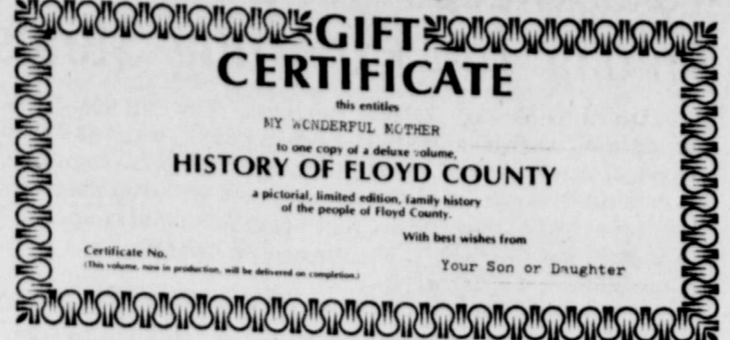 GIFT
CERTIFICATE
this entitles
MY WONDERFUL MOTHER
to one copy of a deluxe volume,
HISTORY OF FLOYD COUNTY
a pictorial, limited edition, family history
of the people of Floyd County.
With best wishes from
Certificate No.
(This volume, now in production, will be delivered on completion.)
Your Son or Daughter